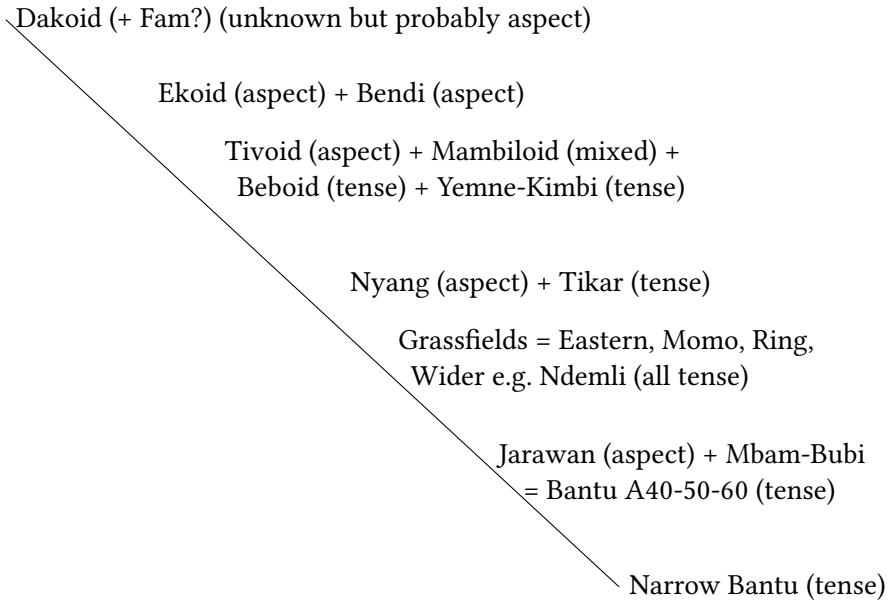 Dakoid (+ Fam?) (unknown but probably aspect)
Ekoid (aspect) + Bendi (aspect)
Tivoid (aspect) + Mambiloid (mixed) +
Beboid (tense) + Yemne-Kimbi (tense)
Nyang (aspect) + Tikar (tense)
Grassfields = Eastern, Momo, Ring,
Wider e.g. Ndemli (all tense)
Jarawan (aspect) + Mbam-Bubi
= Bantu A40-50-60 (tense)
Narrow Bantu (tense)